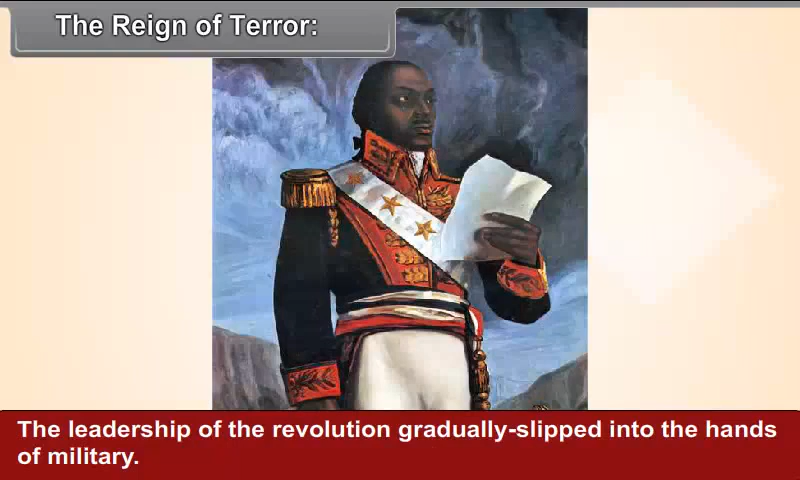 The Reign of Terror:
The leadership of the revolution gradually-slipped into the hands
of military.